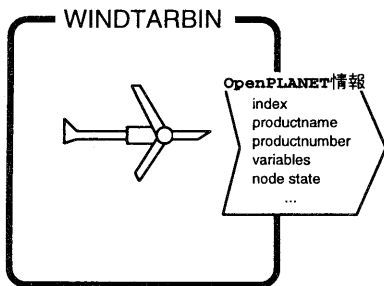 WINDTARBIN
OpenPLANET情報
index
productname
productnumber
variables
node state
...